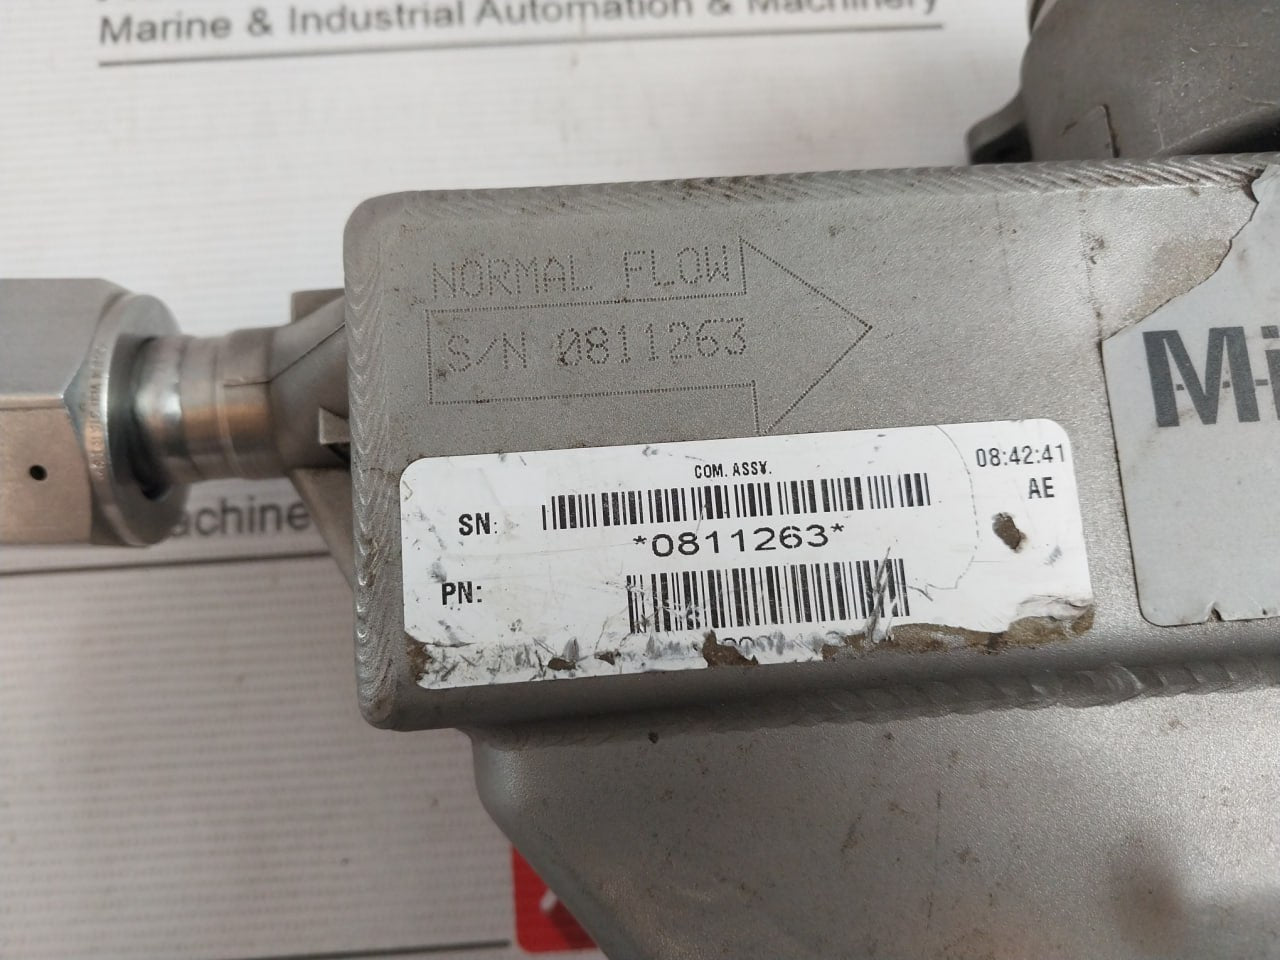 Marine & Industrial Automation & Machinery
NORMAL FLOW
S/N 0811263
Mi
COM. ASSY.
08:42:41
SN:
AE
*0811263*
achine
PN: